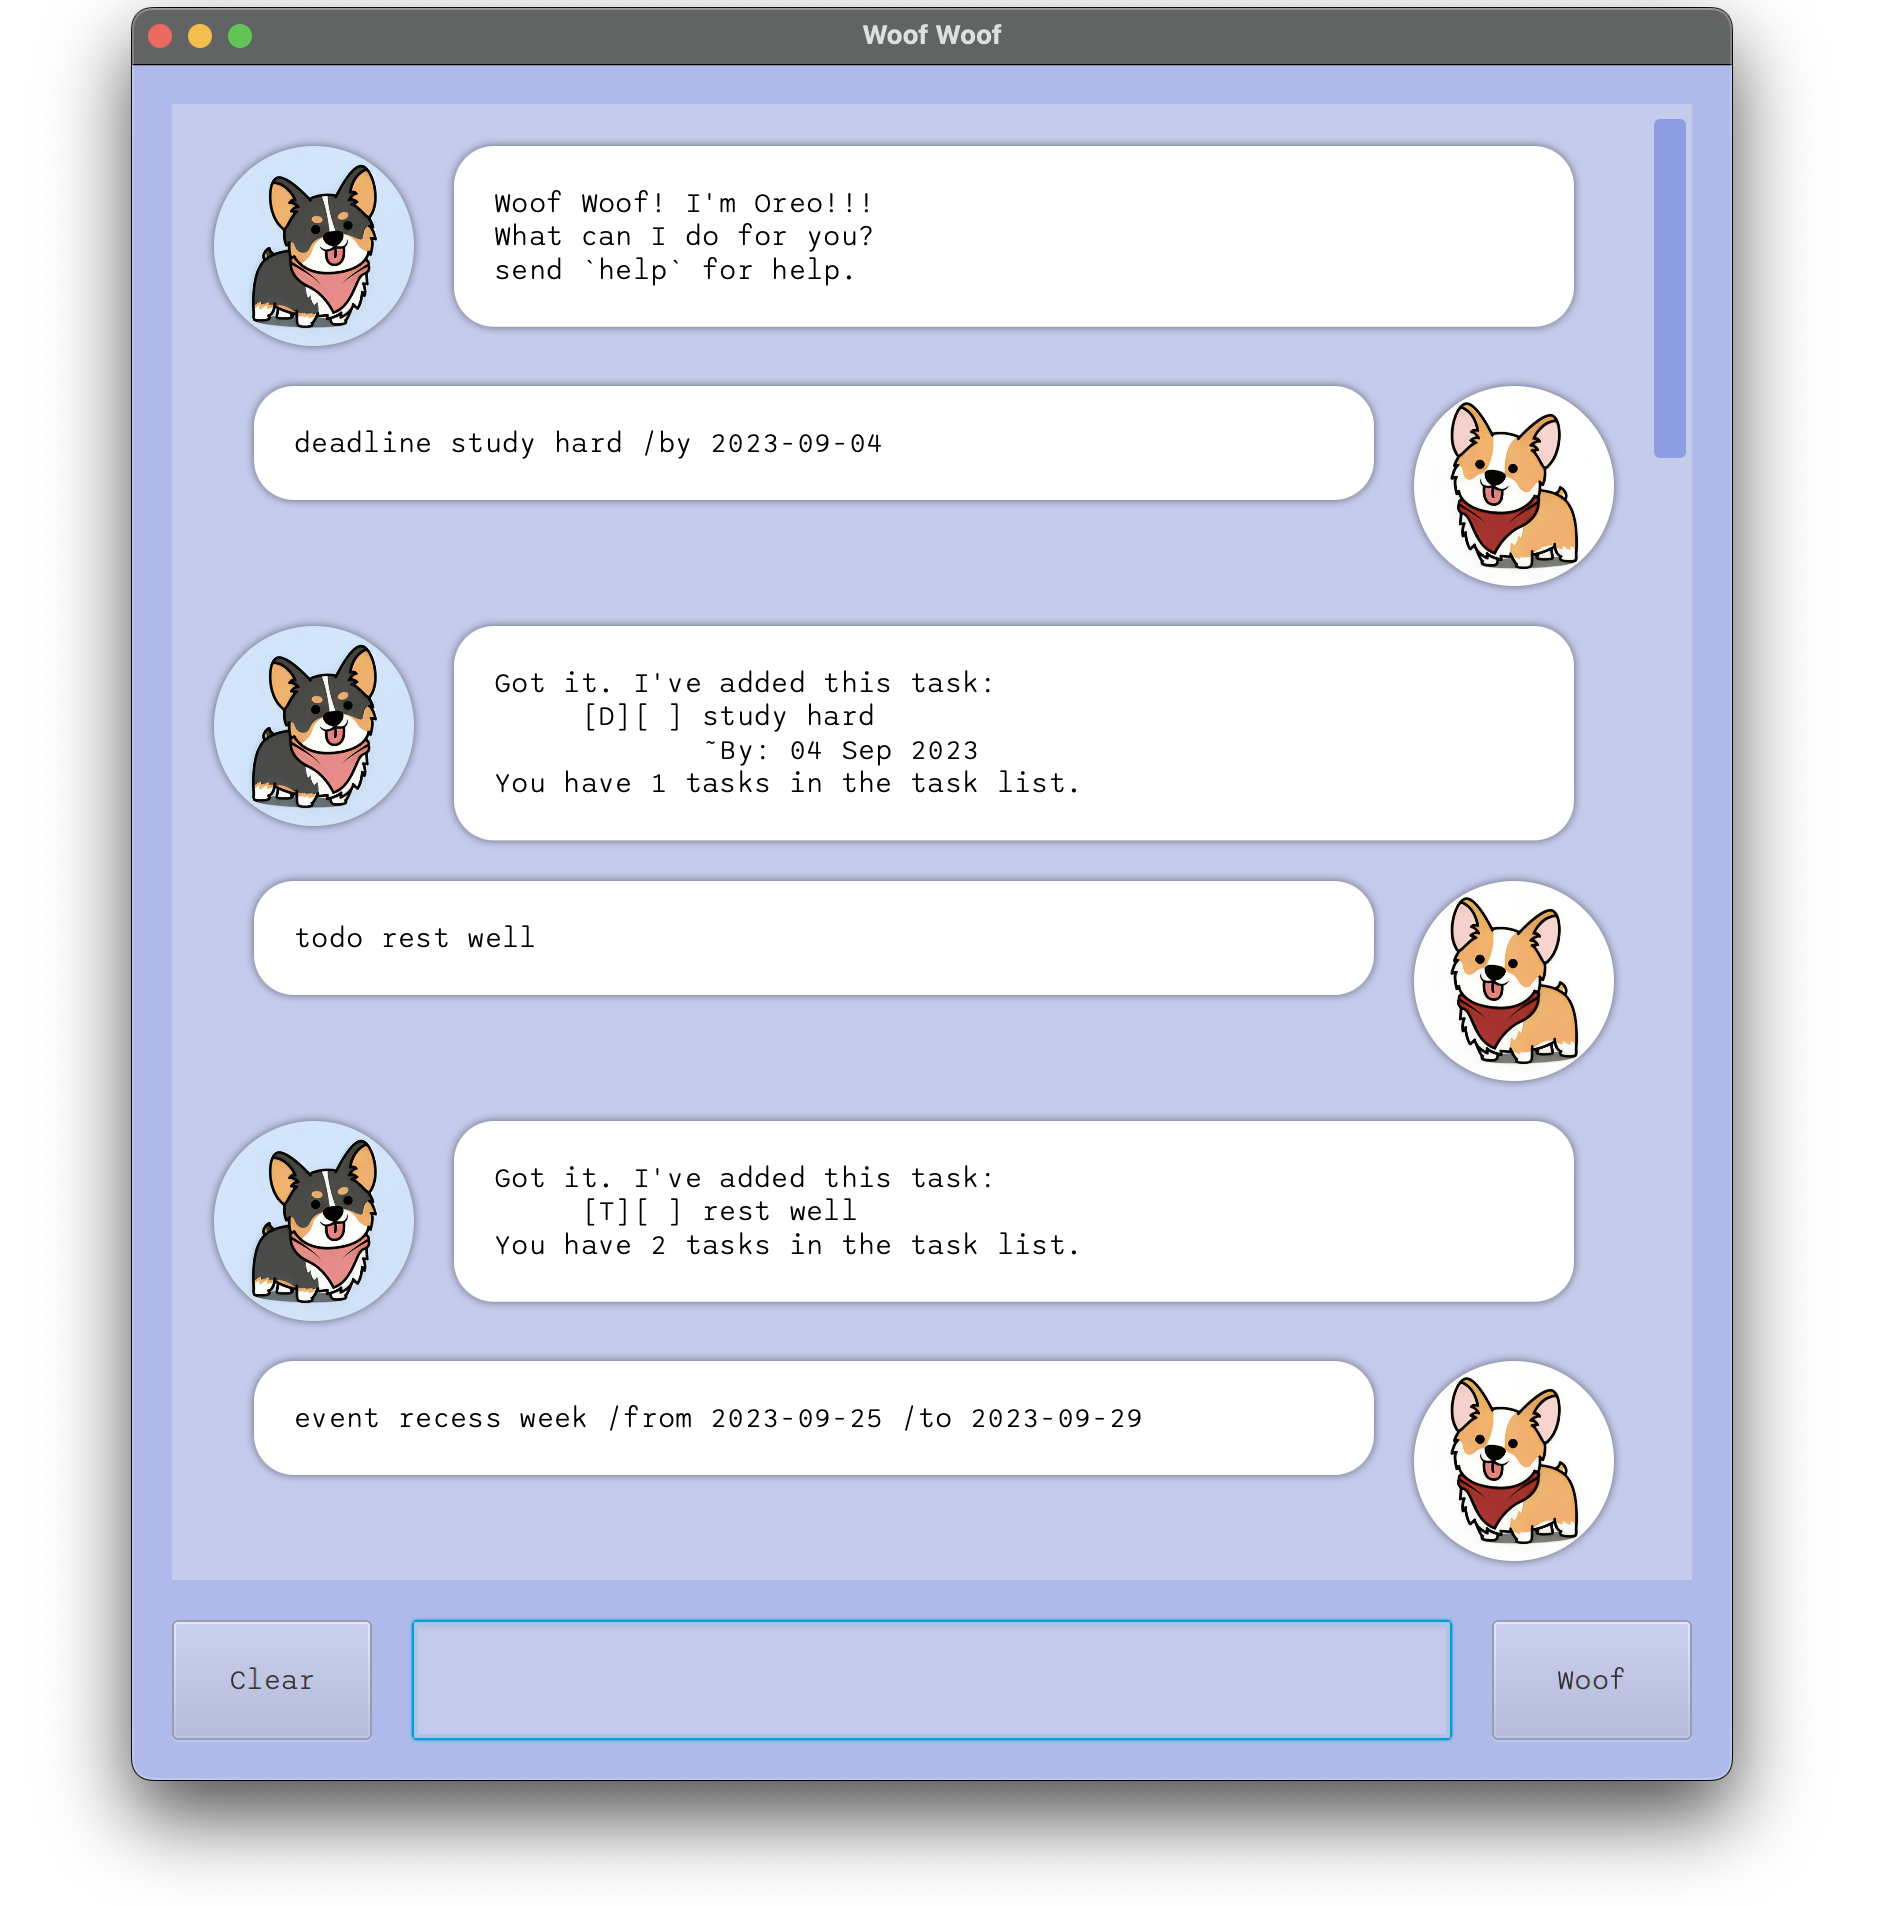 Woof Woof
Woof Woof! I'm Oreo!!!
What can I do for you?
send `help` for help.
deadline study hard /by 2023-09-04
Got it. I've added this task:
[D][ ] study hard
~By: 04 Sep 2023
You have 1 tasks in the task list.
todo rest well
Got it. I've added this task:
[T][ ] rest well
You have 2 tasks in the task list.
event recess week /from 2023-09-25 /to 2023-09-29
Clear
Woof